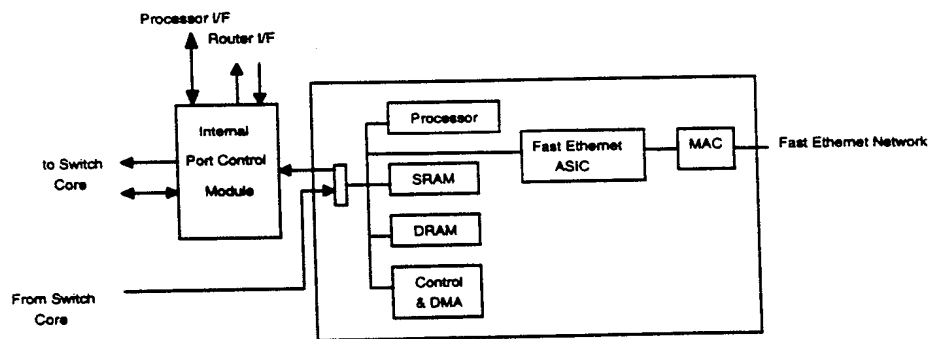 Processor I/F
Router I/F
Internal
Port Control
Module
to Switch
Core
From Switch
Core
Processor
SRAM
DRAM
Control
& DMA
Fast Ethernet
ASIC
MAC
Fast Ethernet Network